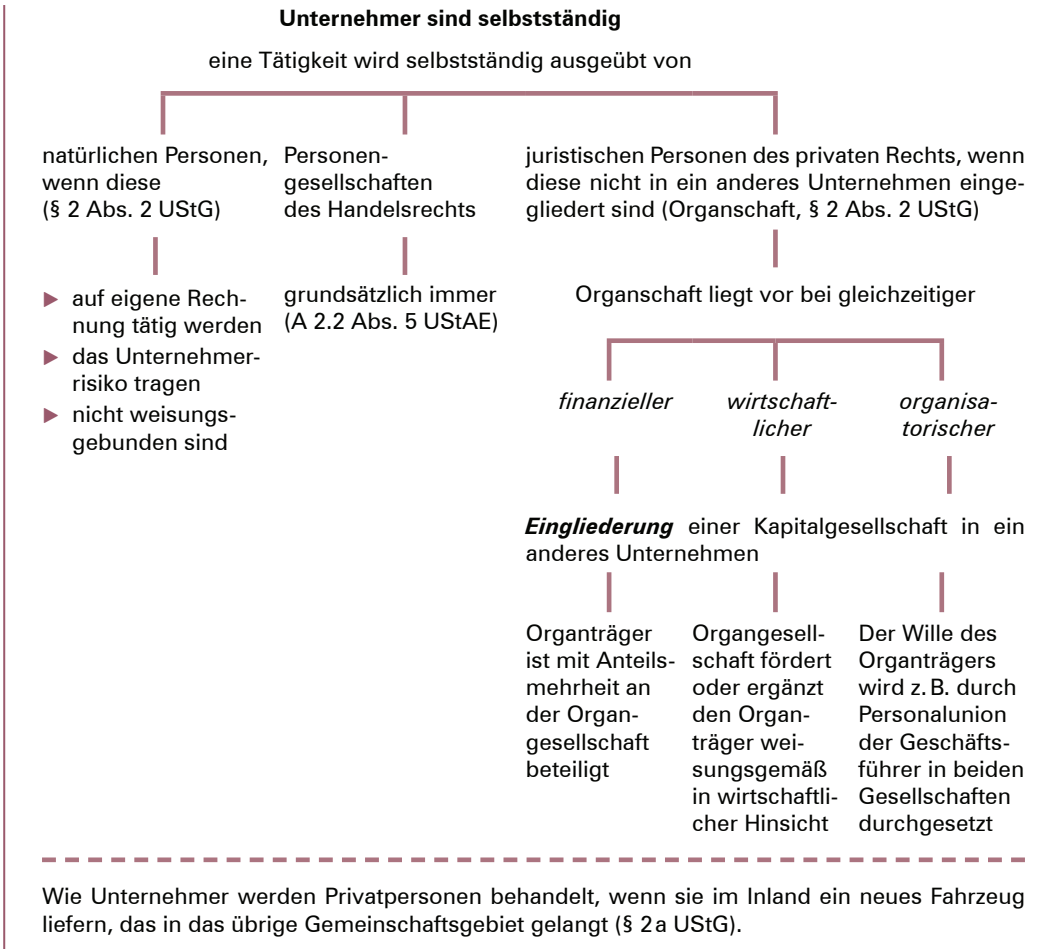 Unternehmer sind selbstständig
eine Tätigkeit wird selbstständig ausgeübt von
natürlichen Personen,
wenn diese
(§ 2 Abs. 2 UStG)
▶ auf eigene Rech-
nung tätig werden
▶ das Unternehmer-
risiko tragen
▶ nicht weisungs-
gebunden sind
Personen-
gesellschaften
des Handelsrechts
grundsätzlich immer
(A 2.2 Abs. 5 UStAE)
juristischen Personen des privaten Rechts, wenn
diese nicht in ein anderes Unternehmen einge-
gliedert sind (Organschaft, § 2 Abs. 2 UStG)
Organschaft liegt vor bei gleichzeitiger
finanzieller
wirtschaft-
licher
organisa-
torischer
Eingliederung einer Kapitalgesellschaft in ein
anderes Unternehmen
Organträger
ist mit Anteils-
mehrheit an
der Organ-
gesellschaft
beteiligt
Organgesell-
schaft fördert
oder ergänzt
den Organ-
träger wei-
sungsgemäß
in wirtschaftli-
cher Hinsicht
Der Wille des
Organträgers
wird z. B. durch
Personalunion
der Geschäfts-
führer in beiden
Gesellschaften
durchgesetzt
Wie Unternehmer werden Privatpersonen behandelt, wenn sie im Inland ein neues Fahrzeug
liefern, das in das übrige Gemeinschaftsgebiet gelangt (§ 2 a UStG).